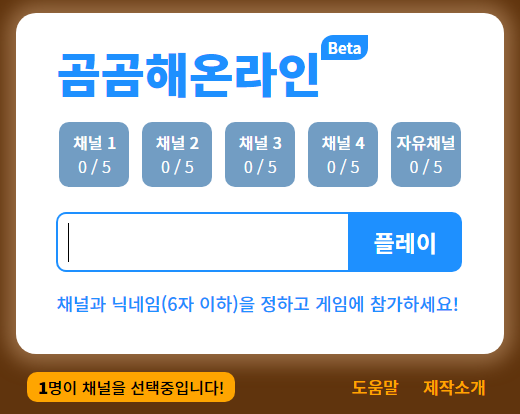 곰곰해온라인 Beta
채널 1 채널 2 채널 3 채널 4 자유채널
0 / 5 0 / 5 0 / 5 0 / 5 0 / 5
플레이
채널과 닉네임(6자 이하)을 정하고 게임에 참가하세요!
1명이 채널을 선택중입니다! 도움말 제작소개